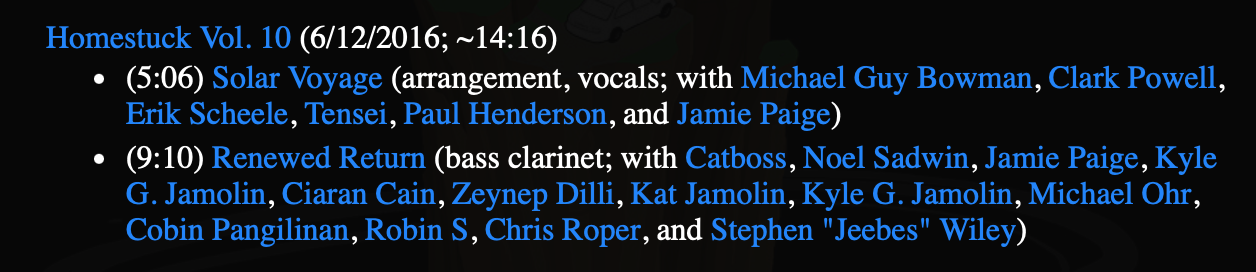 Homestuck Vol. 10 (6/12/2016; ~14:16)
• (5:06) Solar Voyage (arrangement, vocals; with Michael Guy Bowman, Clark Powell,
Erik Scheele, Tensei, Paul Henderson, and Jamie Paige)
• (9:10) Renewed Return (bass clarinet; with Catboss, Noel Sadwin, Jamie Paige, Kyle
G. Jamolin, Ciaran Cain, Zeynep Dilli, Kat Jamolin, Kyle G. Jamolin, Michael Ohr,
Cobin Pangilinan, Robin S, Chris Roper, and Stephen "Jeebes" Wiley)